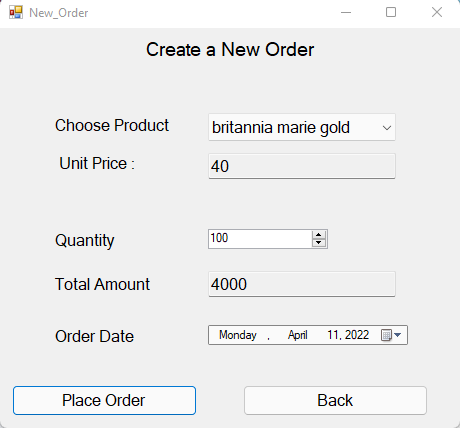 New_Order
Create a New Order
Choose Product britannia marie gold
Unit Price : 40
Quantity 100
Total Amount 4000
Order Date Monday , April 11, 2022
Place Order Back